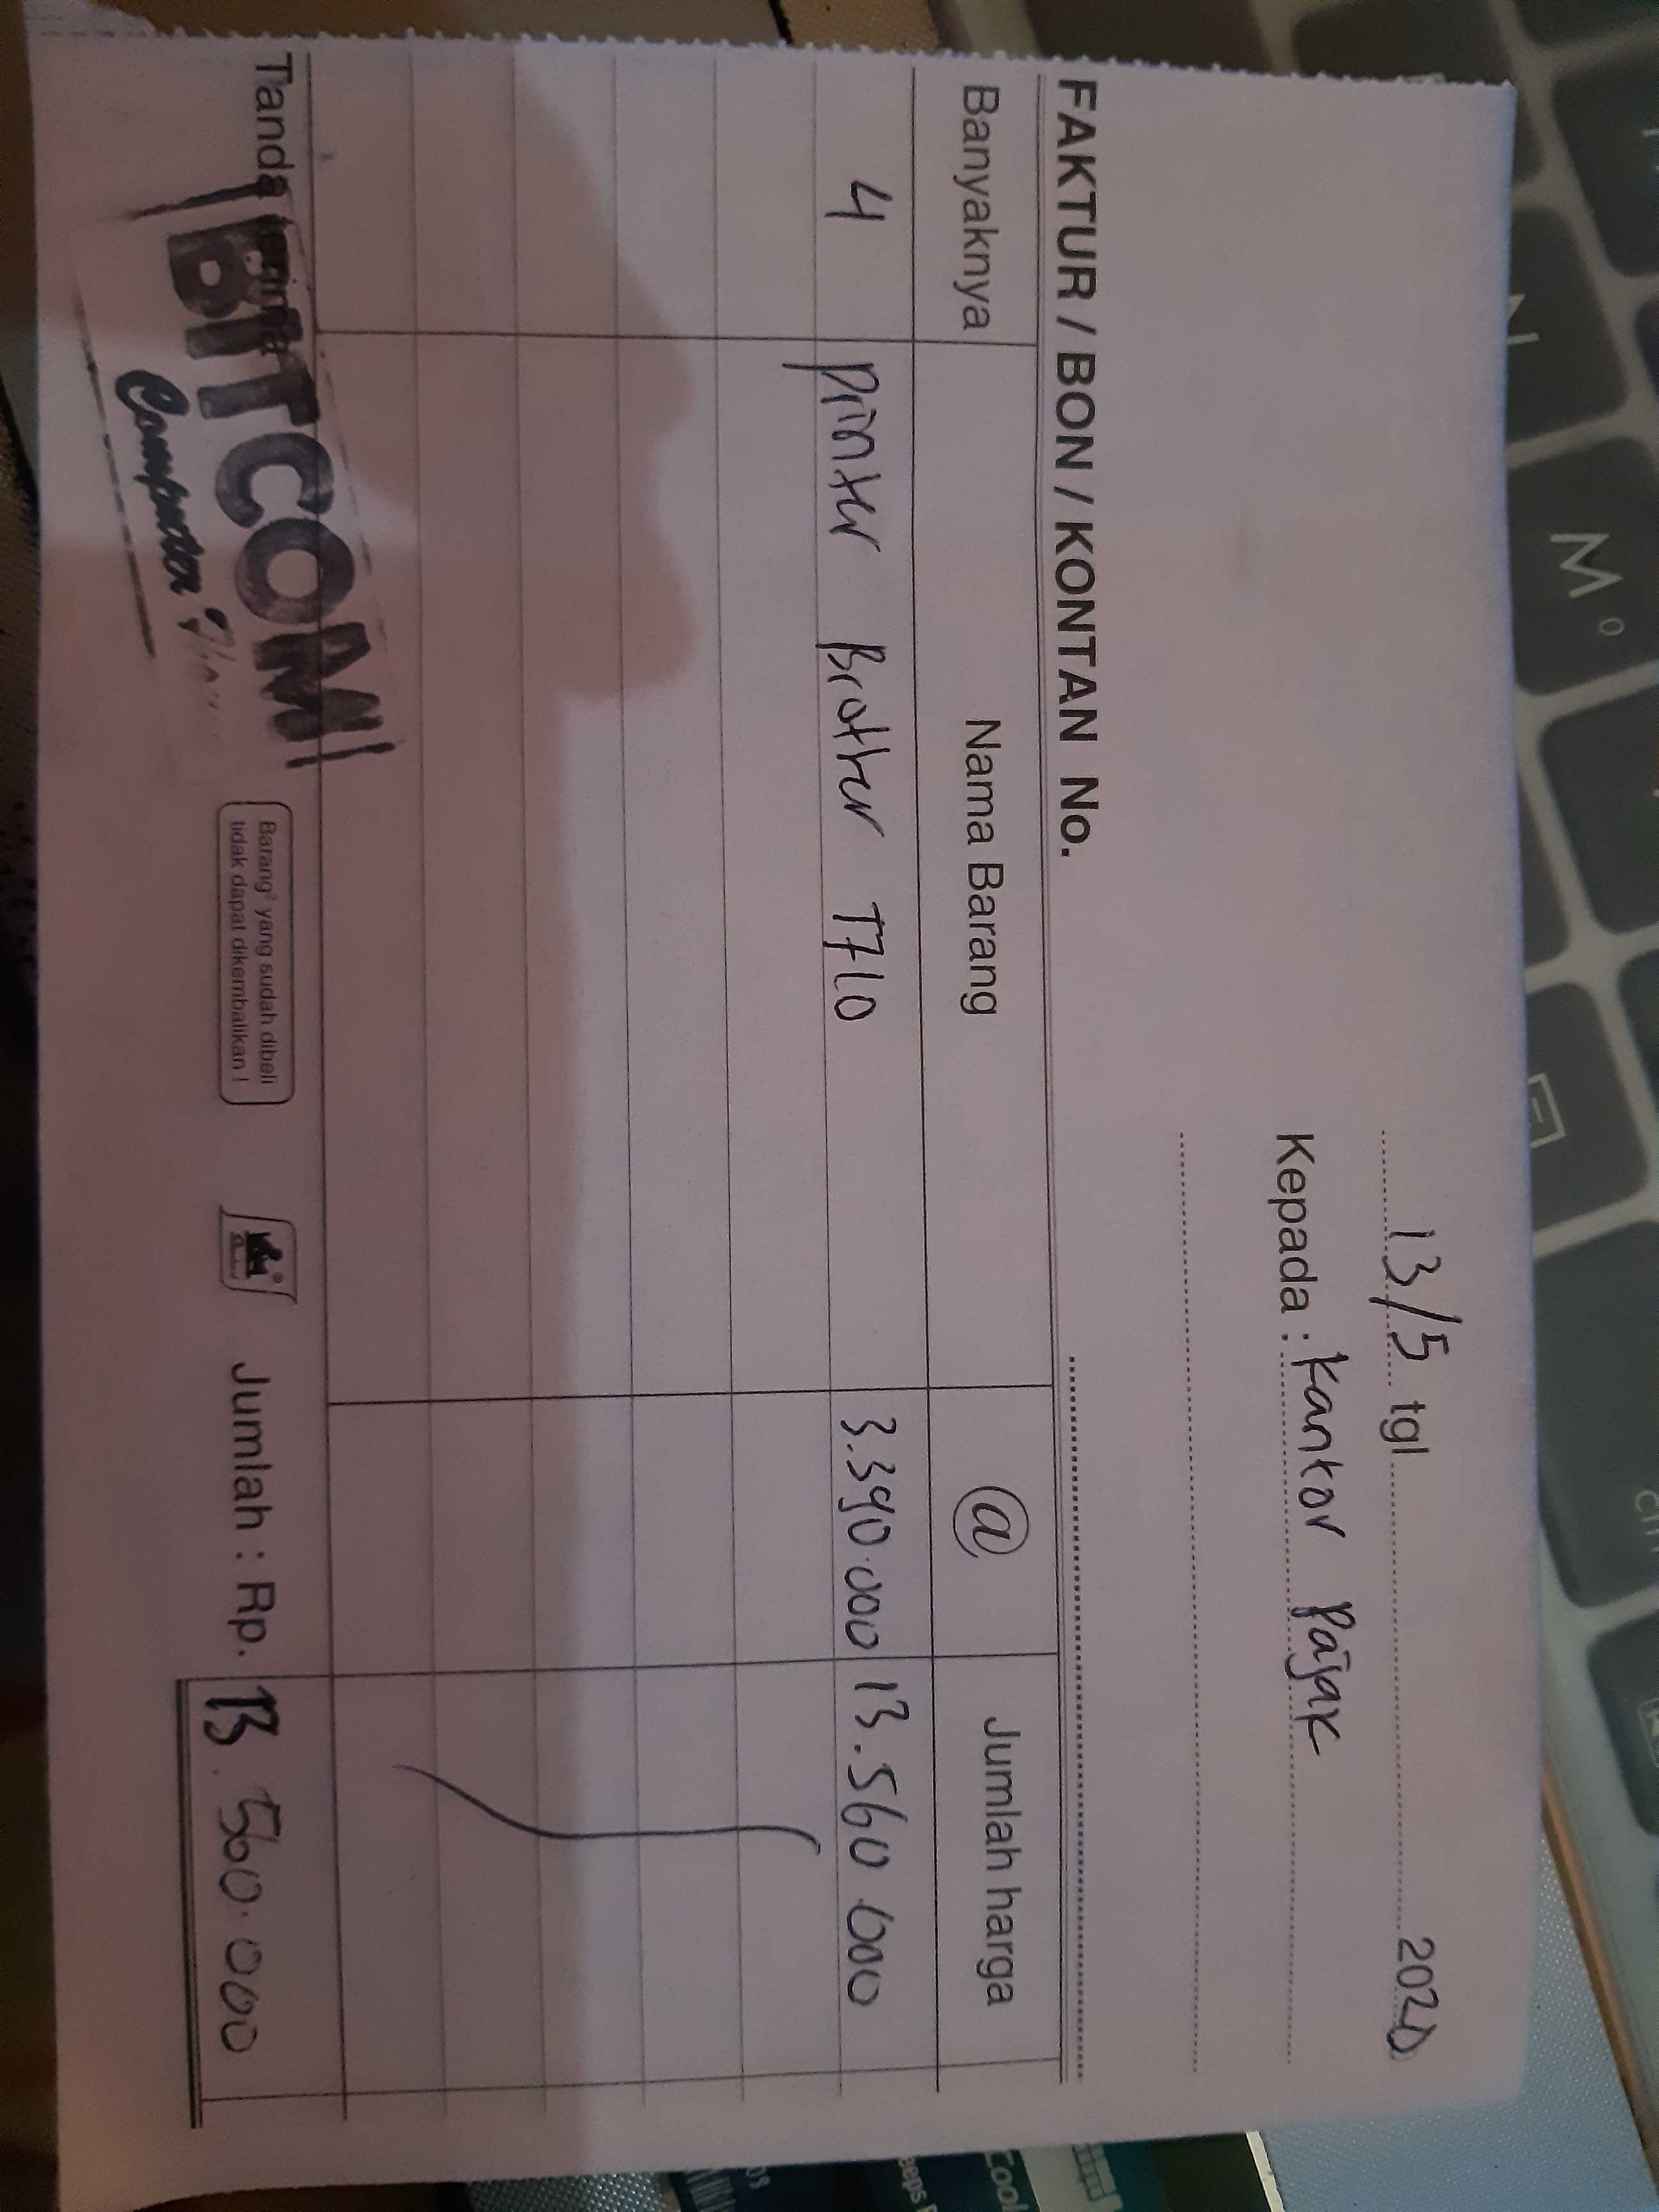 13/5 tgl 2020
Kepada : Kantor Pajak
FAKTUR / BON / KONTAN No.
Banyaknya Nama Barang @ Jumlah harga
4 Printer Brother T710 3.390.000 13.560.000
Tanda terima
BITCOM
Computer
Barang² yang sudah dibeli
tidak dapat dikembalikan !
Jumlah : Rp. 13.560.000
M